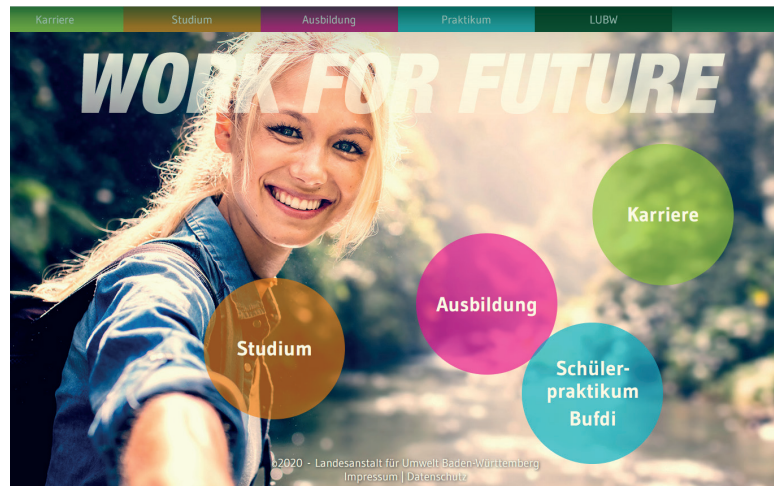 Karriere Studium Ausbildung Praktikum LUBW
WORK FOR FUTURE
Karriere
Ausbildung
Studium
Schüler-
praktikum
Bufdi
©2020 - Landesanstalt für Umwelt Baden-Württemberg
Impressum | Datenschutz